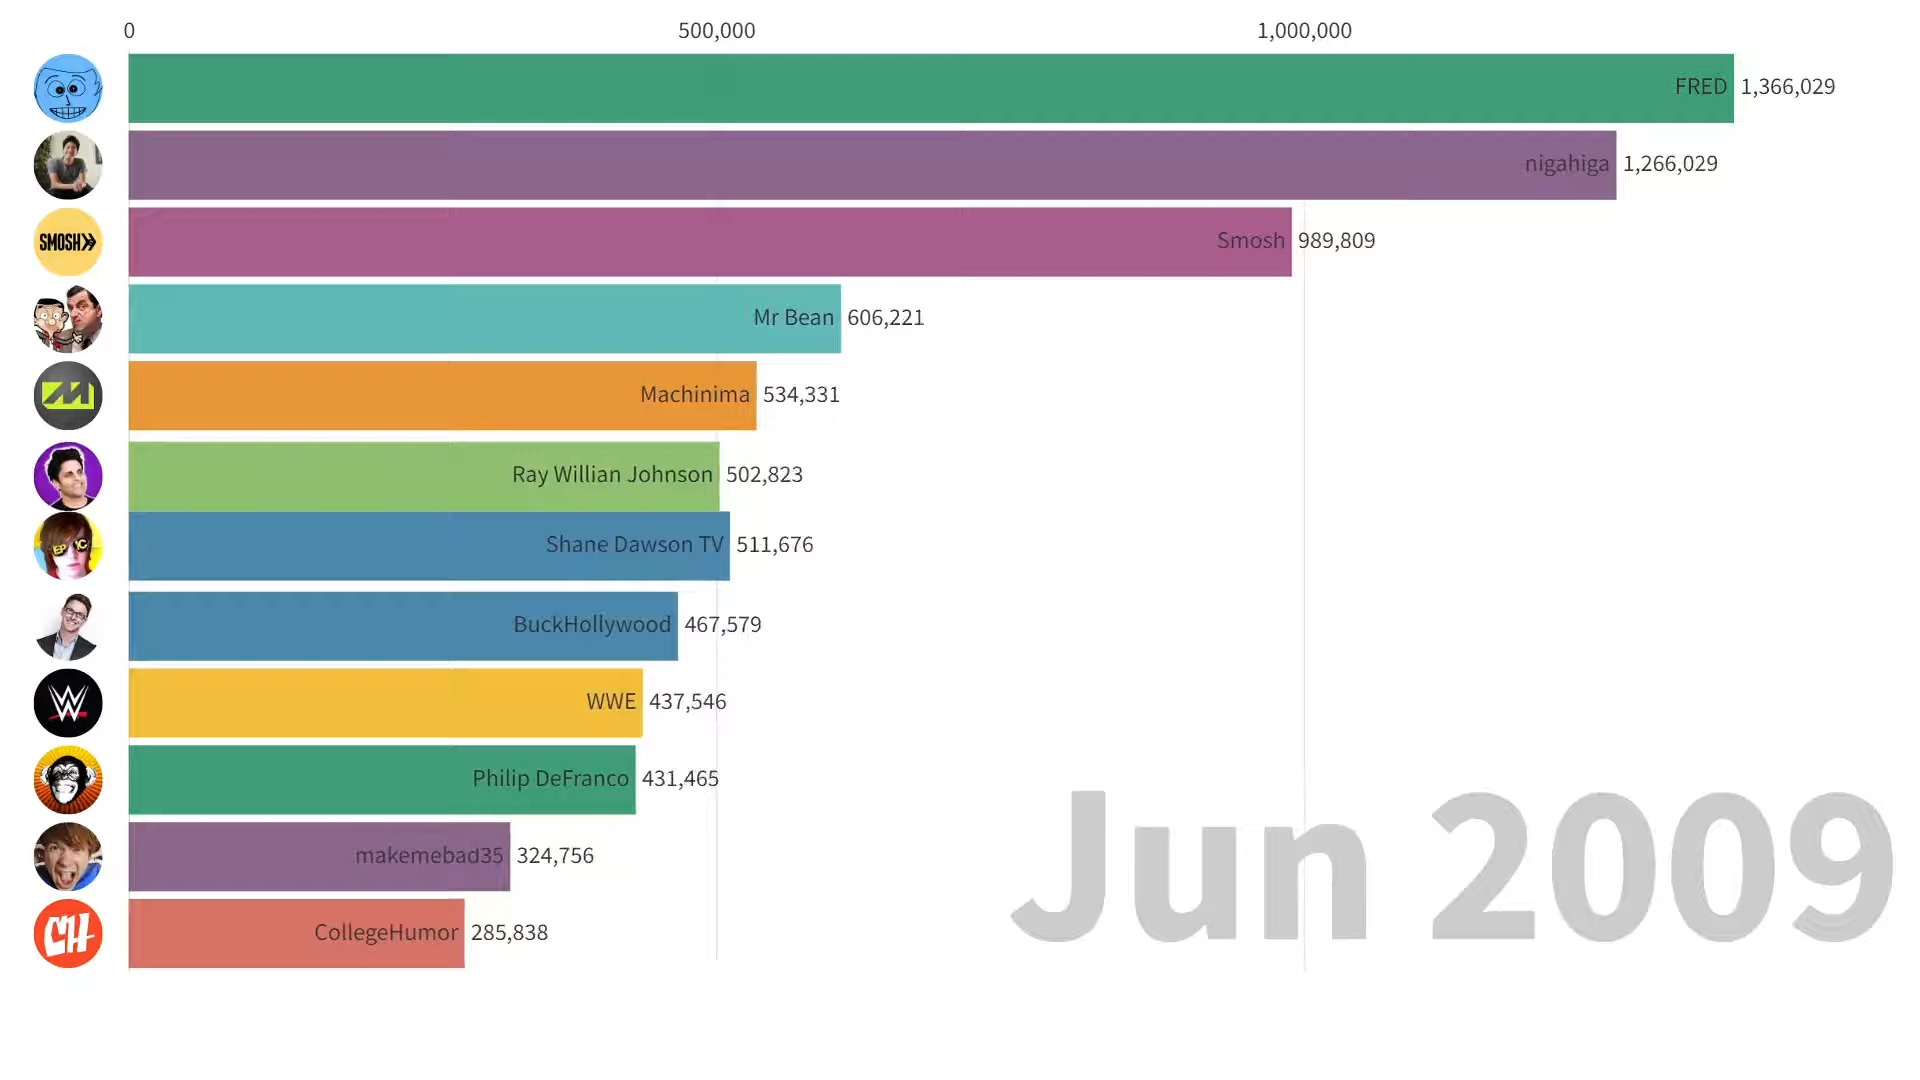 0 500,000 1,000,000
FRED 1,366,029
nigahiga 1,266,029
SMOSH
Smosh 989,809
Mr Bean 606,221
Machinima 534,331
Ray Willian Johnson 502,823
EPIC
Shane Dawson TV 511,676
BuckHollywood 467,579
W
WWE 437,546
Philip DeFranco 431,465
makemebad35 324,756
CH
CollegeHumor 285,838
Jun 2009